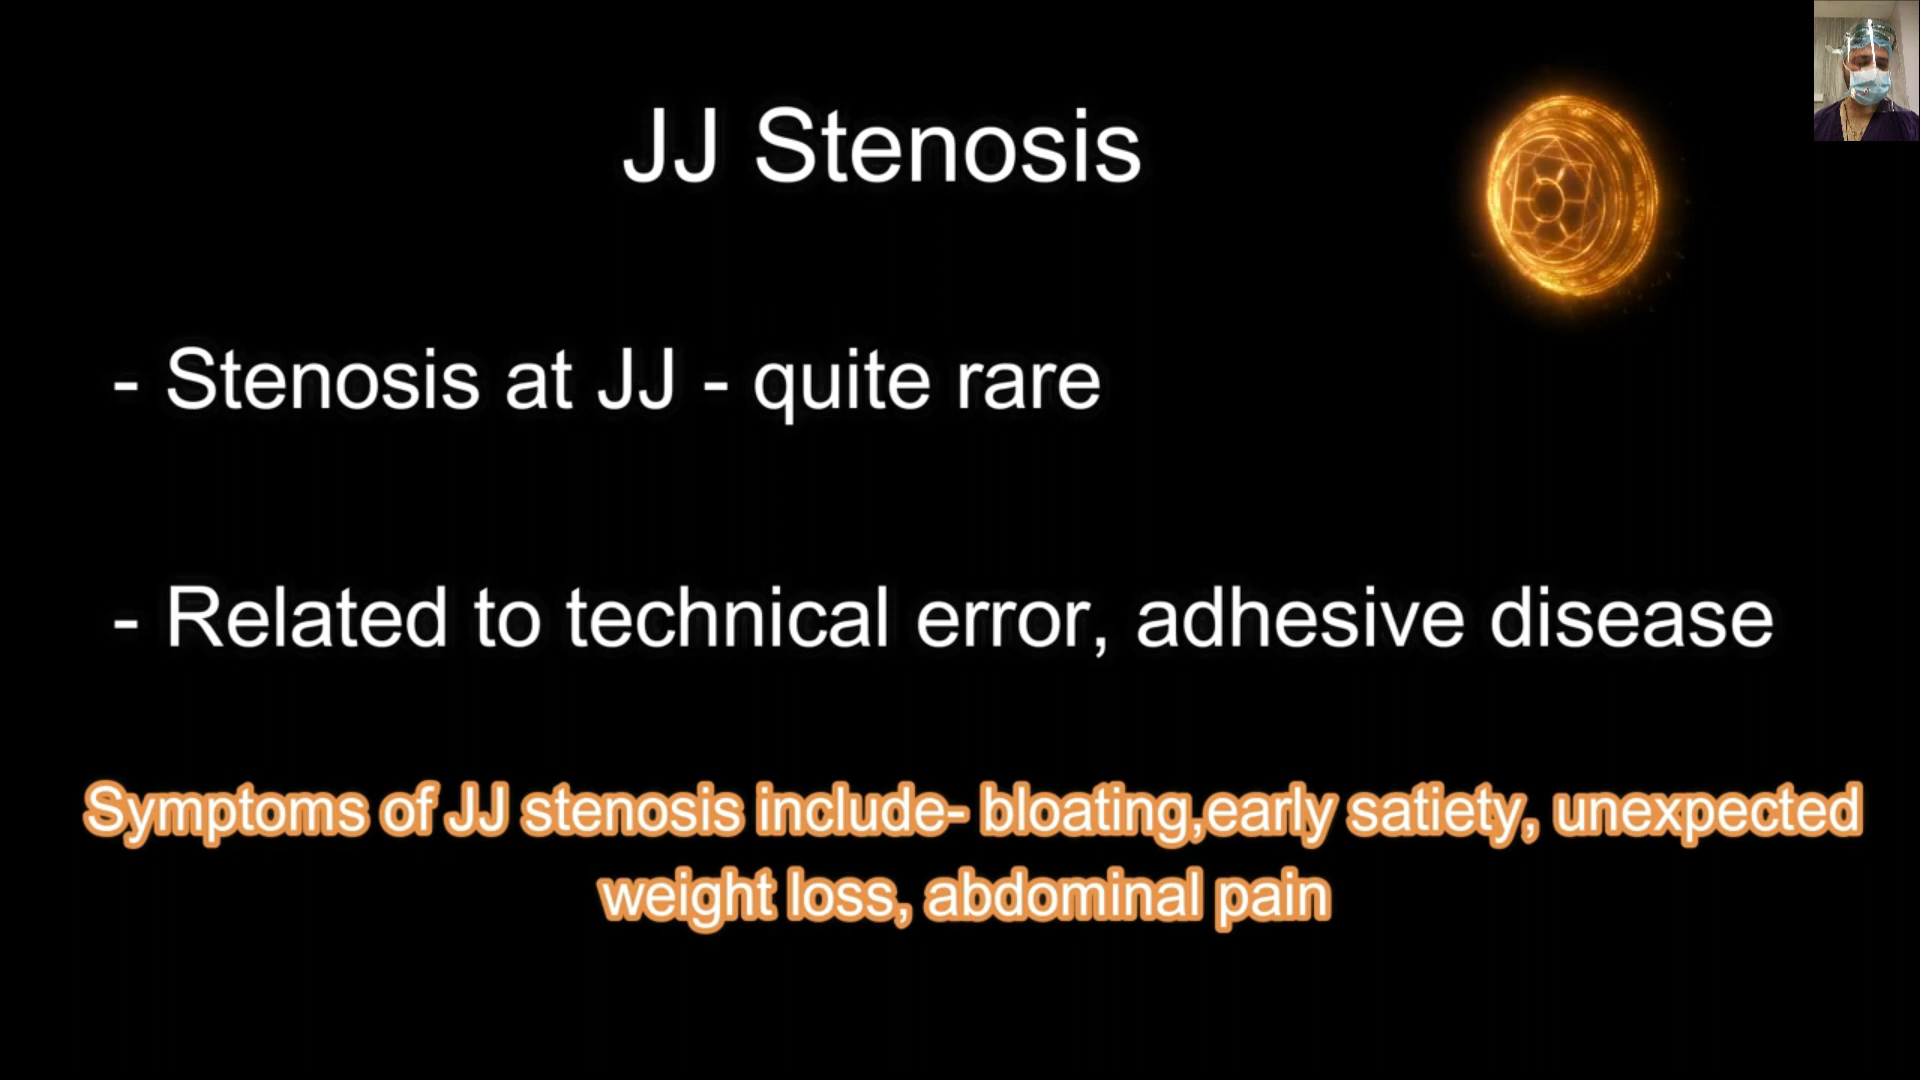 JJ Stenosis
- Stenosis at JJ - quite rare
- Related to technical error, adhesive disease
Symptoms of JJ stenosis include- bloating,early satiety, unexpected
weight loss, abdominal pain